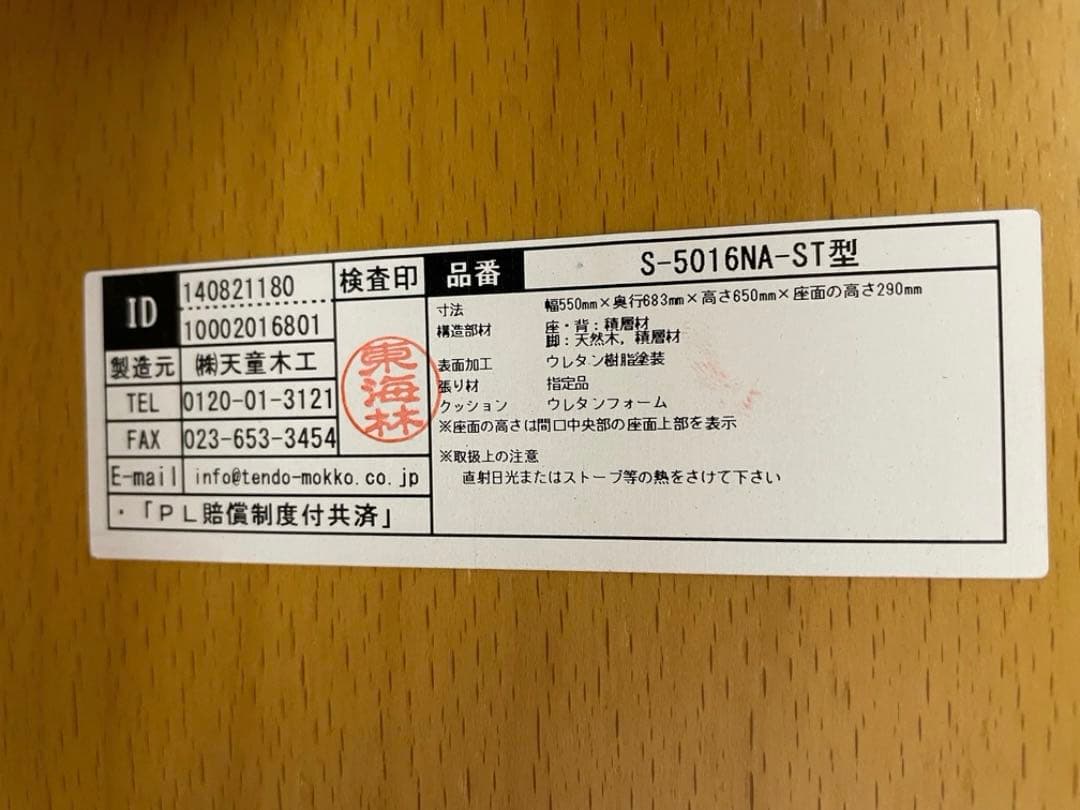 ID
140821180
10002016801
検査印
製造元
㈱天童木工
TEL
0120-01-3121
FAX
023-653-3454
東海林
E-mail
info@tendo-mokko.co.jp
・「PL賠償制度付共済」
品番
S-5016NA-ST型
寸法 幅550mm×奥行683mm×高さ650mm×座面の高さ290mm
構造部材 座・背:積層材
脚:天然木,積層材
表面加工 ウレタン樹脂塗装
張り材 指定品
クッション ウレタンフォーム
※座面の高さは間口中央部の座面上部を表示
※取扱上の注意
直射日光またはストーブ等の熱をさけて下さい